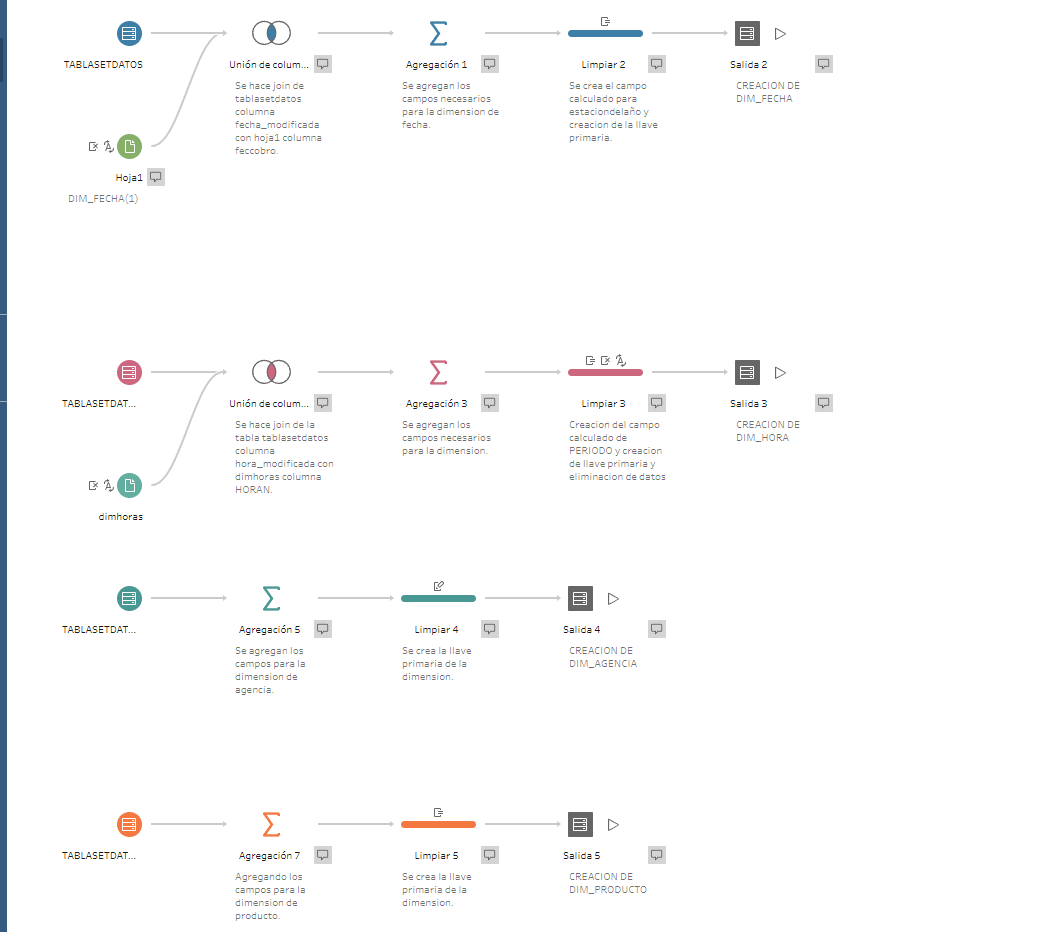 TABLASETDATOS
Unión de colum...
Agregación 1
Limpiar 2
Salida 2
Se hace join de
tablasetdatos
columna
fecha_modificada
con hoja1 columna
feccobro.
Se agregan los
campos necesarios
para la dimension de
fecha.
Se crea el campo
calculado para
estaciondelaño y
creacion de la llave
primaria.
CREACION DE
DIM_FECHA
Hoja1
DIM_FECHA(1)
TABLASETDAT...
Unión de colum...
Agregación 3
Limpiar 3
Salida 3
Se hace join de la
tabla tablasetdatos
columna
hora_modificada con
dimhoras columna
HORAN.
Se agregan los
campos necesarios
para la dimension.
Creacion del campo
calculado de
PERIODO y creacion
de llave primaria y
eliminacion de datos
CREACION DE
DIM_HORA
dimhoras
TABLASETDAT...
Agregación 5
Limpiar 4
Salida 4
Se agregan los
campos para la
dimension de
agencia.
Se crea la llave
primaria de la
dimension.
CREACION DE
DIM_AGENCIA
TABLASETDAT...
Agregación 7
Limpiar 5
Salida 5
Agregando los
campos para la
dimension de
producto.
Se crea la llave
primaria de la
dimension.
CREACION DE
DIM_PRODUCTO